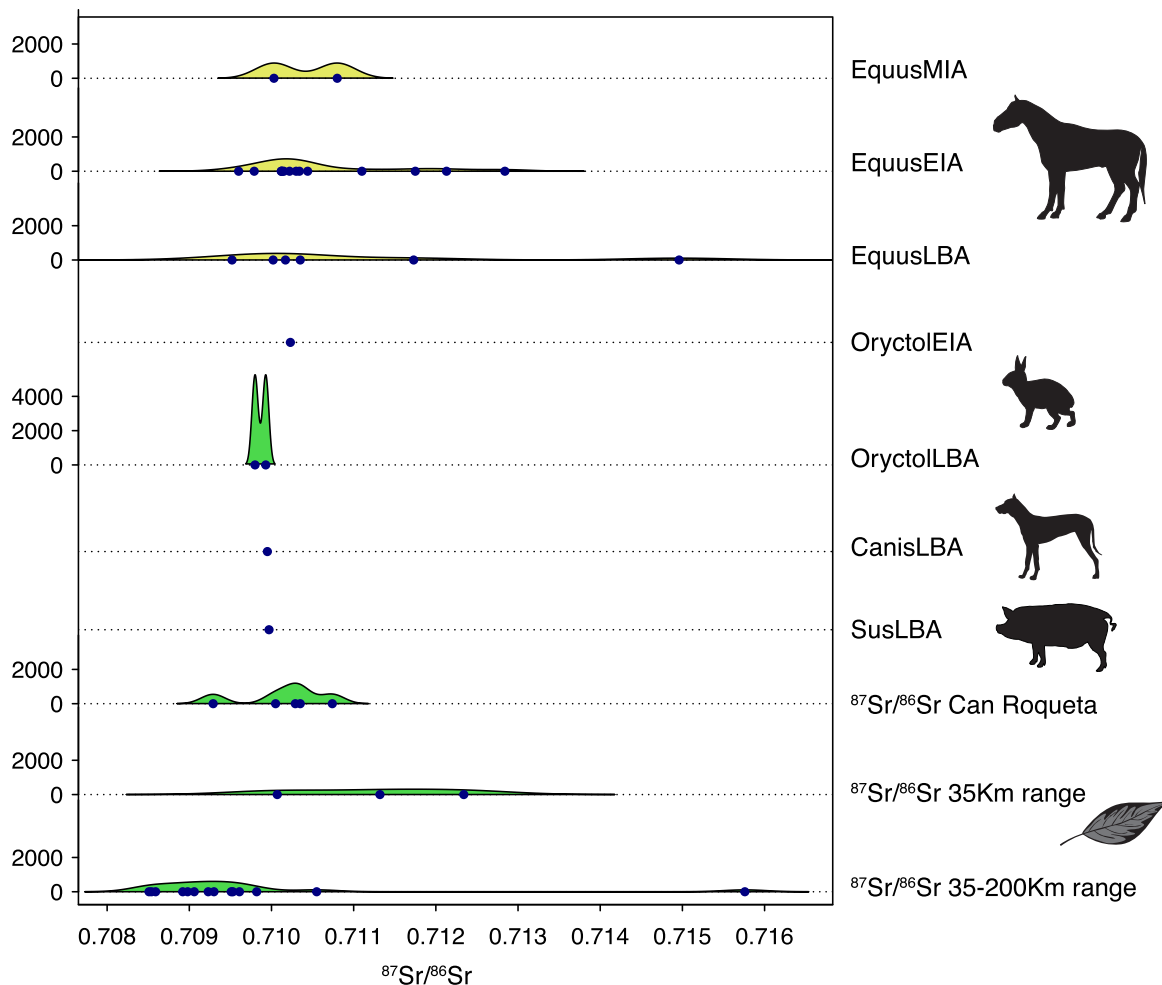 2000
0
EquusMIA
2000
0
EquusEIA
2000
0
EquusLBA
OryctolEIA
4000
2000
0
OryctolLBA
CanisLBA
SusLBA
2000
0
⁸⁷Sr/⁸⁶Sr Can Roqueta
2000
0
⁸⁷Sr/⁸⁶Sr 35Km range
2000
0
⁸⁷Sr/⁸⁶Sr 35-200Km range
0.708 0.709 0.710 0.711 0.712 0.713 0.714 0.715 0.716
⁸⁷Sr/⁸⁶Sr